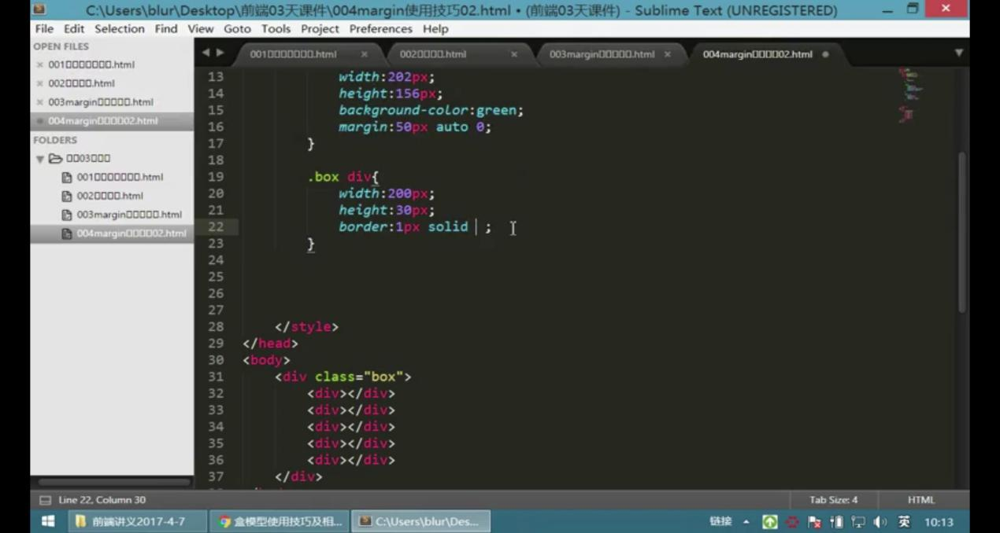 C:\Users\blur\Desktop\前端03天课件\004margin使用技巧02.html • (前端03天课件) - Sublime Text (UNREGISTERED)
File Edit Selection Find View Goto Tools Project Preferences Help
OPEN FILES
001□□□□□□□.html
002□□□□.html
003margin□□□□□.html
004margin□□□□02.html
FOLDERS
□□03□□□
001□□□□□□□.html
002□□□□.html
003margin□□□□□.html
004margin□□□□02.html
001□□□□□□□.html 002□□□□.html 003margin□□□□□.html 004margin□□□□02.html
13 width:202px;
14 height:156px;
15 background-color:green;
16 margin:50px auto 0;
17 }
18
19 .box div{
20 width:200px;
21 height:30px;
22 border:1px solid ;
23 }
24
25
26
27
28 </style>
29 </head>
30 <body>
31 <div class="box">
32 <div></div>
33 <div></div>
34 <div></div>
35 <div></div>
36 <div></div>
37 </div>
Line 22, Column 30 Tab Size: 4 HTML
前端讲义2017-4-7 盒模型使用技巧及相... C:\Users\blur\Des... 链接 英 10:13